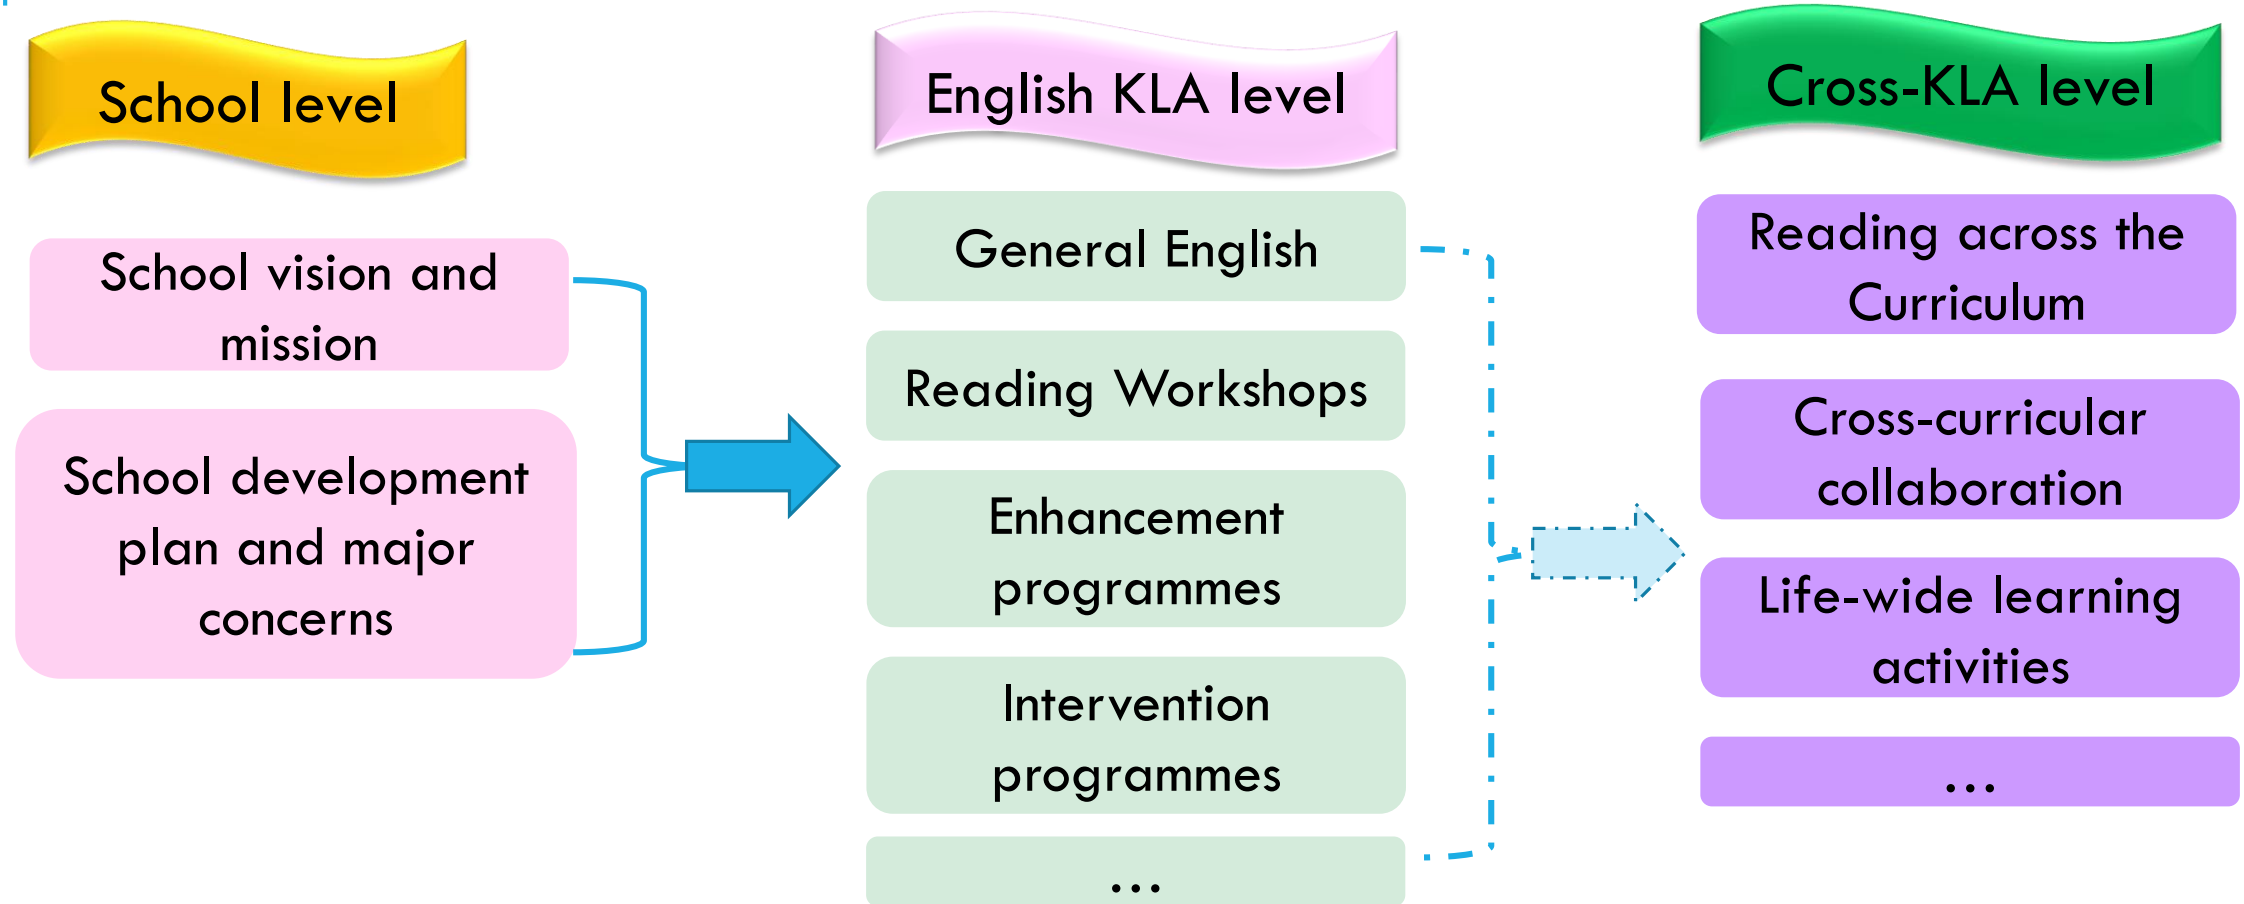 School level
School vision and
mission
School development
plan and major
concerns
English KLA level
General English
Reading Workshops
Enhancement
programmes
Intervention
programmes
...
Cross-KLA level
Reading across the
Curriculum
Cross-curricular
collaboration
Life-wide learning
activities
...